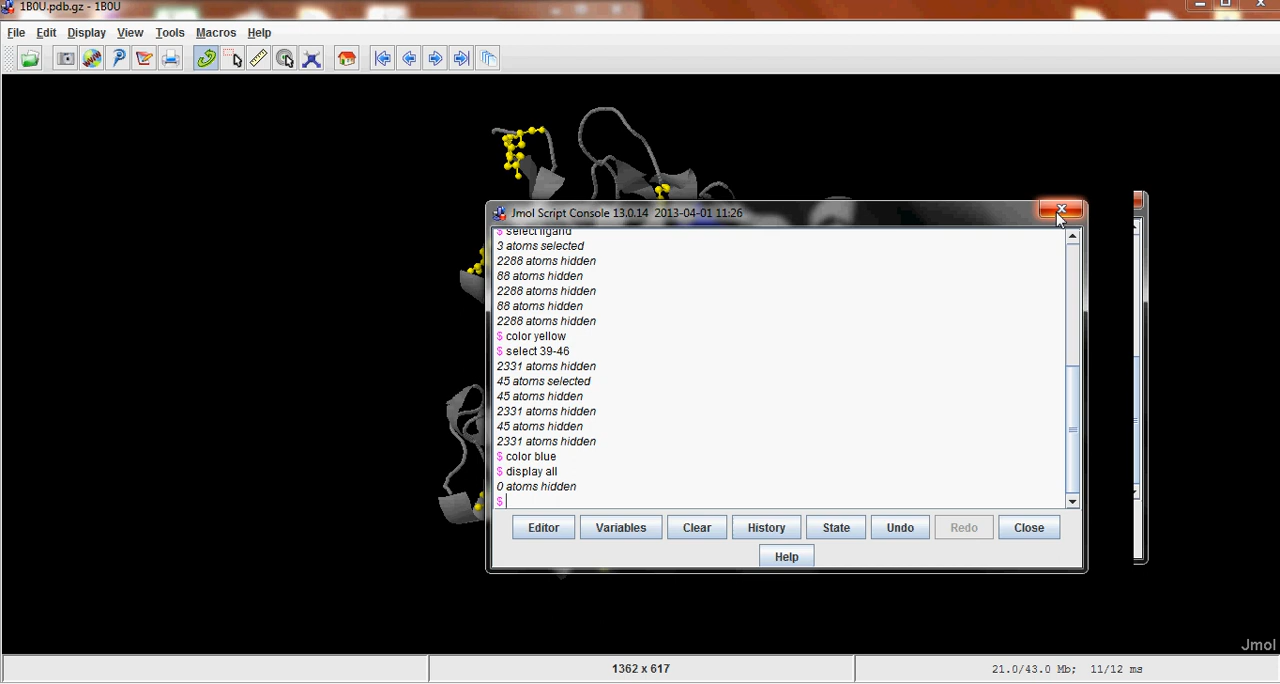 1B0U.pdb.gz - 1B0U
File Edit Display View Tools Macros Help
Jmol Script Console 13.0.14 2013-04-01 11:26
$ select ligand
3 atoms selected
2288 atoms hidden
88 atoms hidden
2288 atoms hidden
88 atoms hidden
2288 atoms hidden
$ color yellow
$ select 39-46
2331 atoms hidden
45 atoms selected
45 atoms hidden
2331 atoms hidden
45 atoms hidden
2331 atoms hidden
$ color blue
$ display all
0 atoms hidden
$
Editor Variables Clear History State Undo Redo Close
Help
Jmol
1362 x 617
21.0/43.0 Mb; 11/12 ms